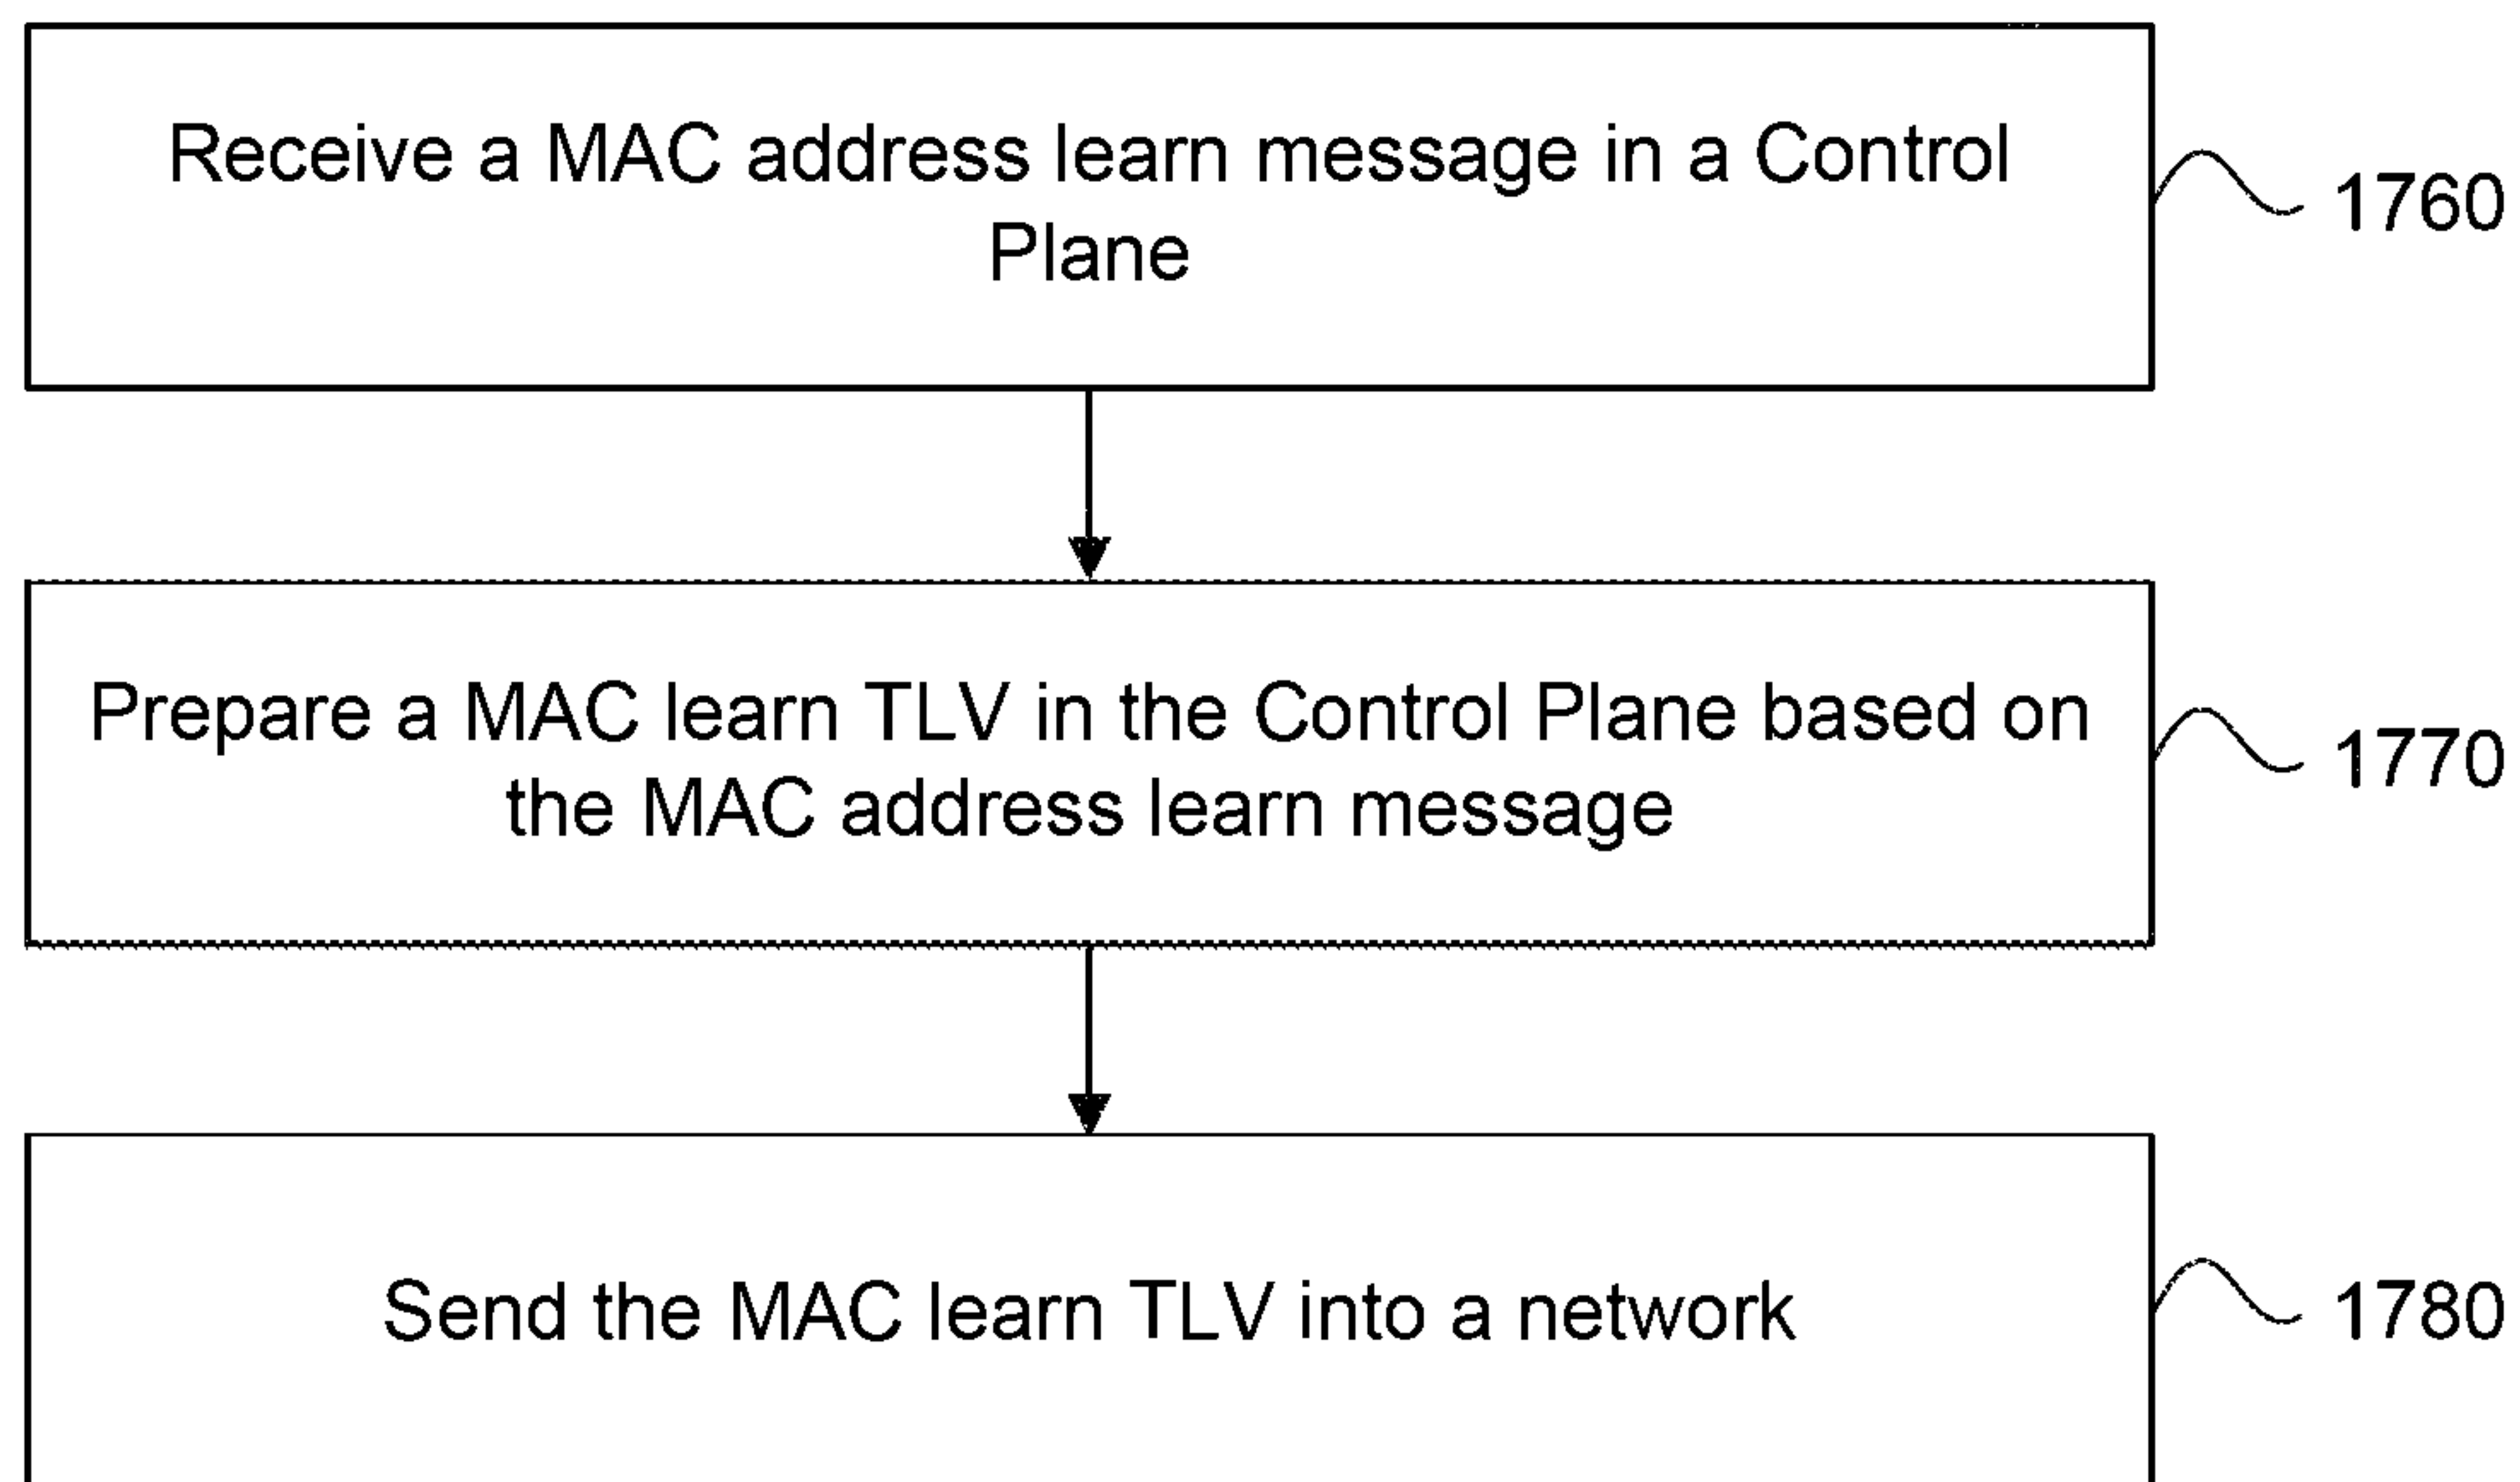 Receive a MAC address learn message in a Control
Plane
1760
Prepare a MAC learn TLV in the Control Plane based on
the MAC address learn message
1770
Send the MAC learn TLV into a network
1780